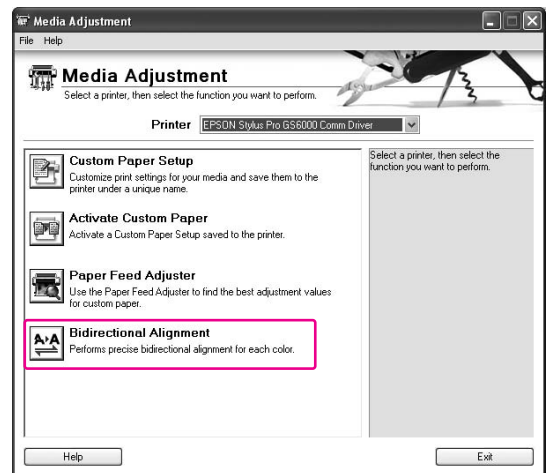 Media Adjustment
File Help
Media Adjustment
Select a printer, then select the function you want to perform.
Printer EPSON Stylus Pro GS6000 Comm Driver
Custom Paper Setup
Customize print settings for your media and save them to the
printer under a unique name.
Activate Custom Paper
Activate a Custom Paper Setup saved to the printer.
Paper Feed Adjuster
Use the Paper Feed Adjuster to find the best adjustment values
for custom paper.
A A Bidirectional Alignment
Performs precise bidirectional alignment for each color.
Select a printer, then select the
function you want to perform.
Help Exit